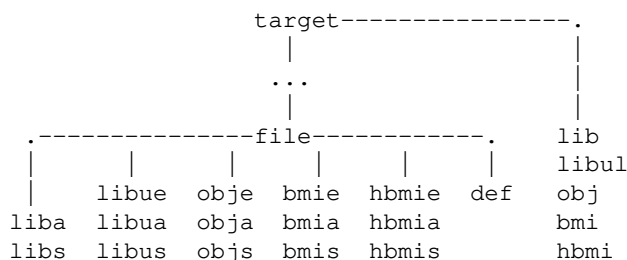 target----------------.
|                |
...               |
|                |
.---------------file------------.    lib
|      |     |     |     |     |    libul
|   libue  obje  bmie  hbmie  def   obj
liba  libua  obja  bmia  hbmia        bmi
libs  libus  objs  bmis  hbmis        hbmi